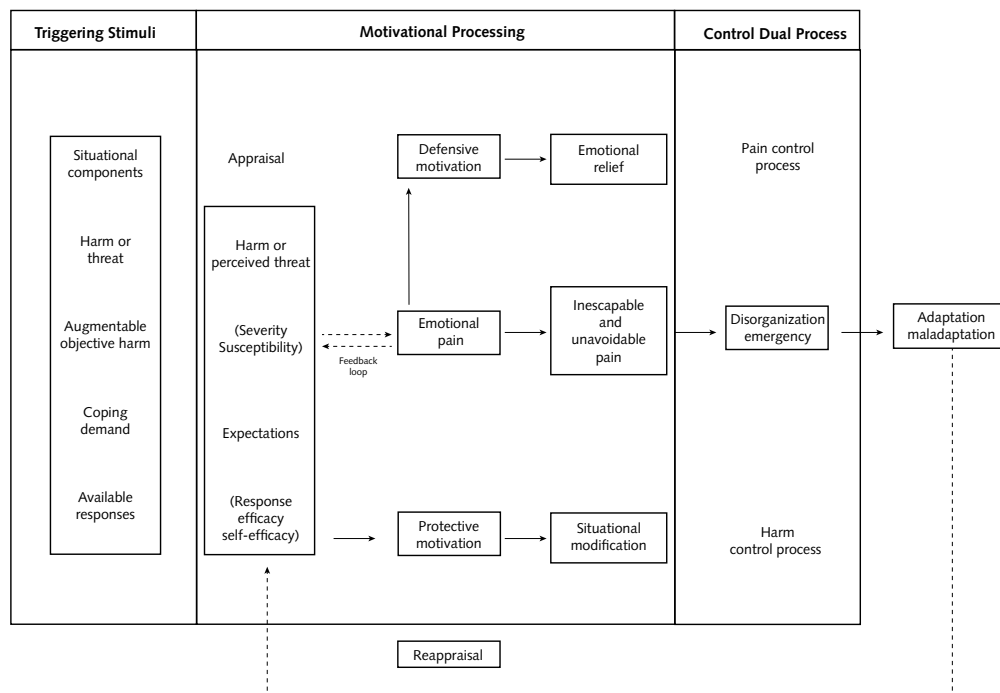 Triggering Stimuli
Motivational Processing
Control Dual Process
Situational
components
Harm or
threat
Augmentable
objective harm
Coping
demand
Available
responses
Appraisal
Harm or
perceived threat
(Severity
Susceptibility)
Expectations
(Response
efficacy
self-efficacy)
Feedback
loop
Defensive
motivation
Emotional
relief
Emotional
pain
Inescapable
and
unavoidable
pain
Protective
motivation
Situational
modification
Pain control
process
Disorganization
emergency
Harm
control process
Adaptation
maladaptation
Reappraisal